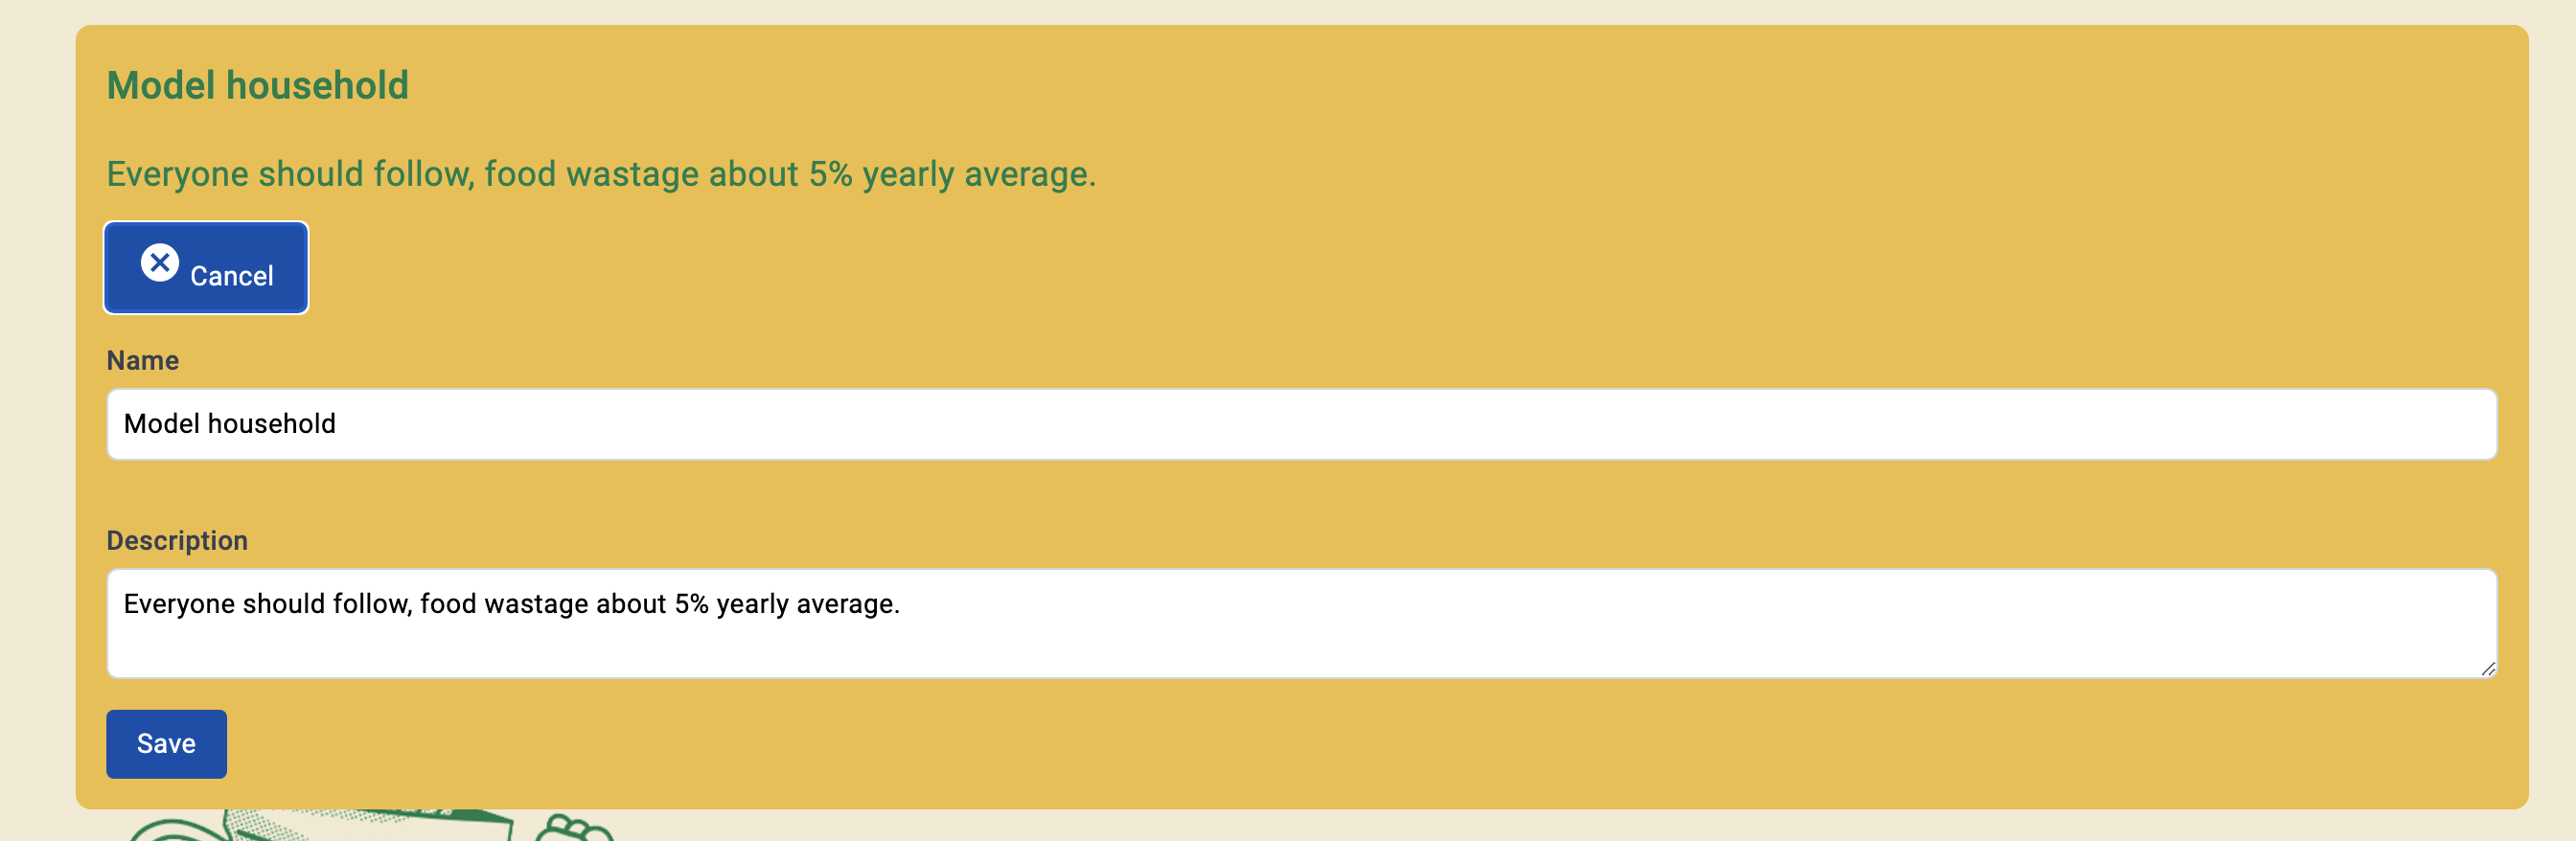 Model household
Everyone should follow, food wastage about 5% yearly average.
Cancel
Name
Model household
Description
Everyone should follow, food wastage about 5% yearly average.
Save